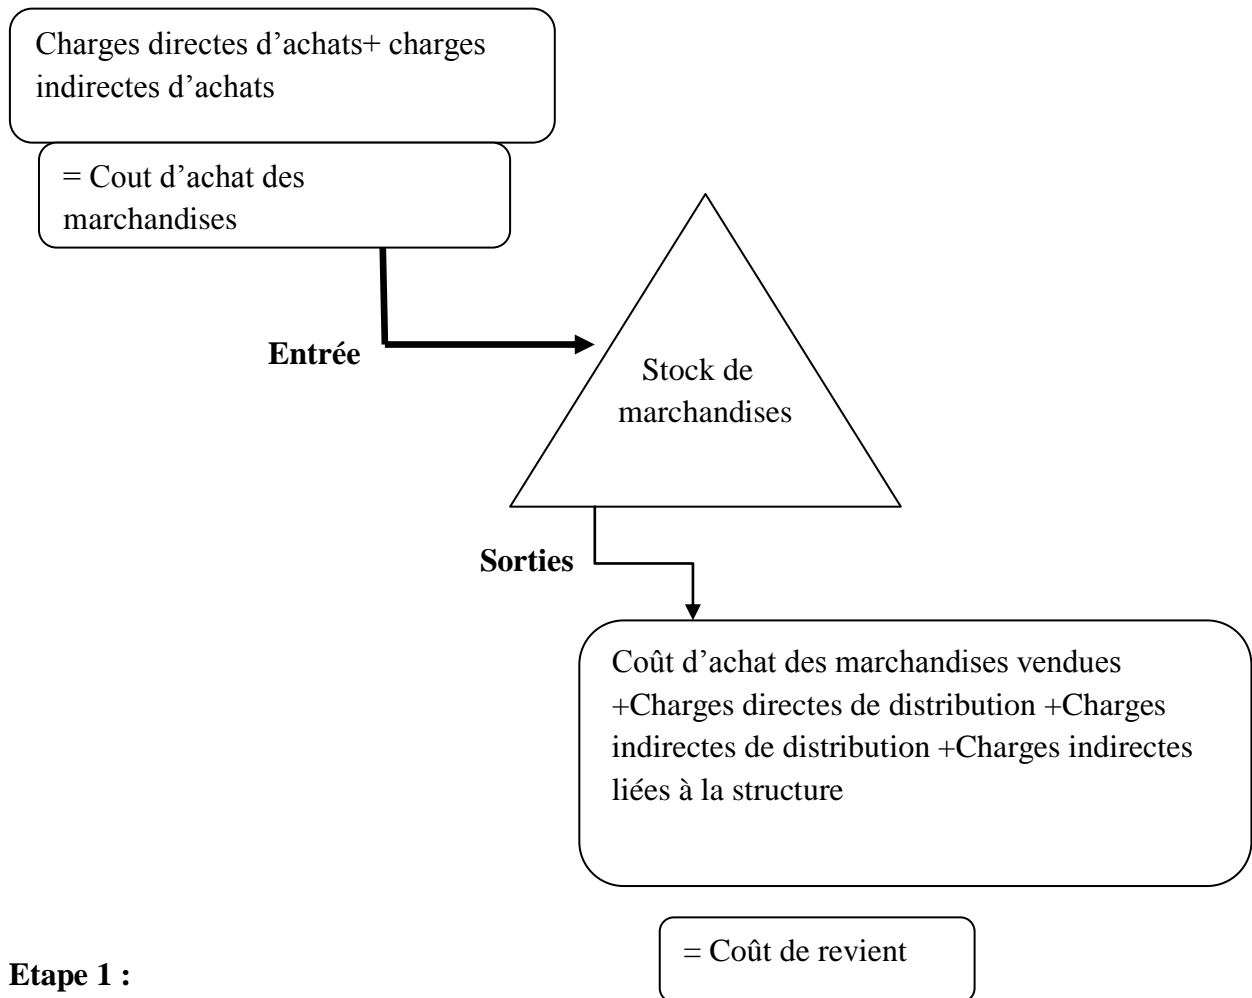 Charges directes d’achats+ charges
indirectes d’achats
= Cout d’achat des
marchandises
Entrée
Stock de
marchandises
Sorties
Coût d’achat des marchandises vendues
+Charges directes de distribution +Charges
indirectes de distribution +Charges indirectes
liées à la structure
= Coût de revient
Etape 1 :